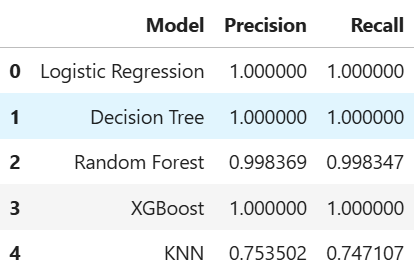 Model Precision Recall
0 Logistic Regression 1.000000 1.000000
1 Decision Tree 1.000000 1.000000
2 Random Forest 0.998369 0.998347
3 XGBoost 1.000000 1.000000
4 KNN 0.753502 0.747107